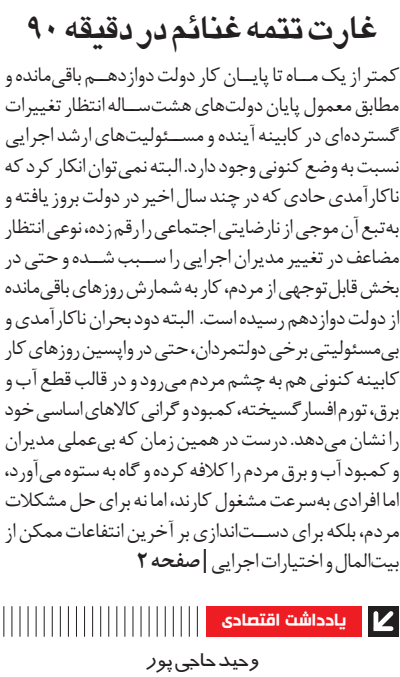 غارت تتمه غنائم در دقیقه ۹۰
کمتر از یک مـاه تا پایـان کار دولت دوازدهـم باقی‌مانده و
مطابق معمول پایان دولت‌های هشت‌سـاله انتظار تغییرات
گسترده‌ای در کابینه آینده و مسـئولیت‌های ارشد اجرایی
نسبت به وضع کنونی وجود دارد. البته نمی‌توان انکار کرد که
ناکارآمدی حادی که در چند سال اخیر در دولت بروز یافته و
به‌تبع آن موجی از نارضایتی اجتماعی را رقم زده، نوعی انتظار
مضاعف در تغییر مدیران اجرایی را سـبب شـده و حتی در
بخش قابل‌توجهی از مردم، کار به شمارش روزهای باقی‌مانده
از دولت دوازدهم رسیده است. البته دود بحران ناکارآمدی و
بی‌مسئولیتی برخی دولتمردان، حتی در واپسین روزهای کار
کابینه کنونی هم به چشم مردم می‌رود و در قالب قطع آب و
برق، تورم افسارگسیخته، کمبود و گرانی کالاهای اساسی خود
را نشان می‌دهد. درست در همین زمان که بی‌عملی مدیران
و کمبود آب و برق مردم را کلافه کرده و گاه به ستوه می‌آورد،
اما افرادی به‌سرعت مشغول کارند، اما نه برای حل مشکلات
مردم، بلکه برای دسـت‌اندازی بر آخرین انتفاعات ممکن از
بیت‌المال و اختیارات اجرایی | صفحه ۲
یادداشت اقتصادی
وحید حاجی پور